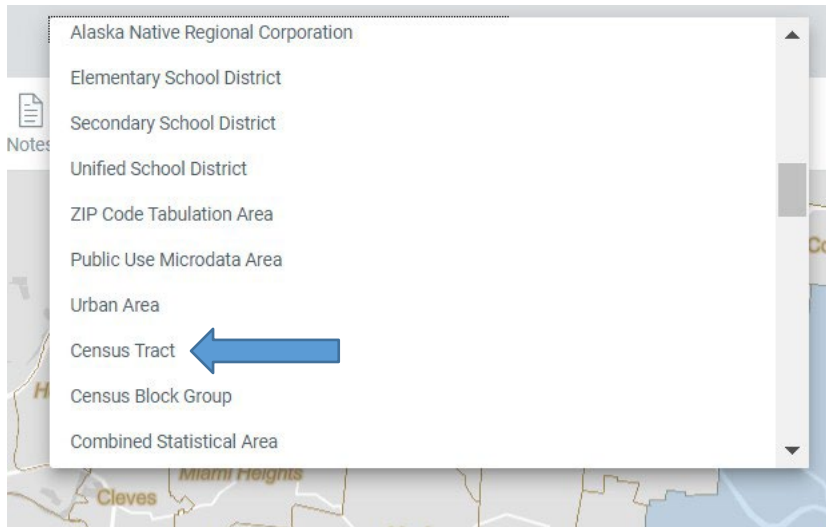 Alaska Native Regional Corporation
Elementary School District
Secondary School District
Notes
Unified School District
ZIP Code Tabulation Area
Public Use Microdata Area
Urban Area
Census Tract
Census Block Group
Combined Statistical Area
Miami Heights
Cleves